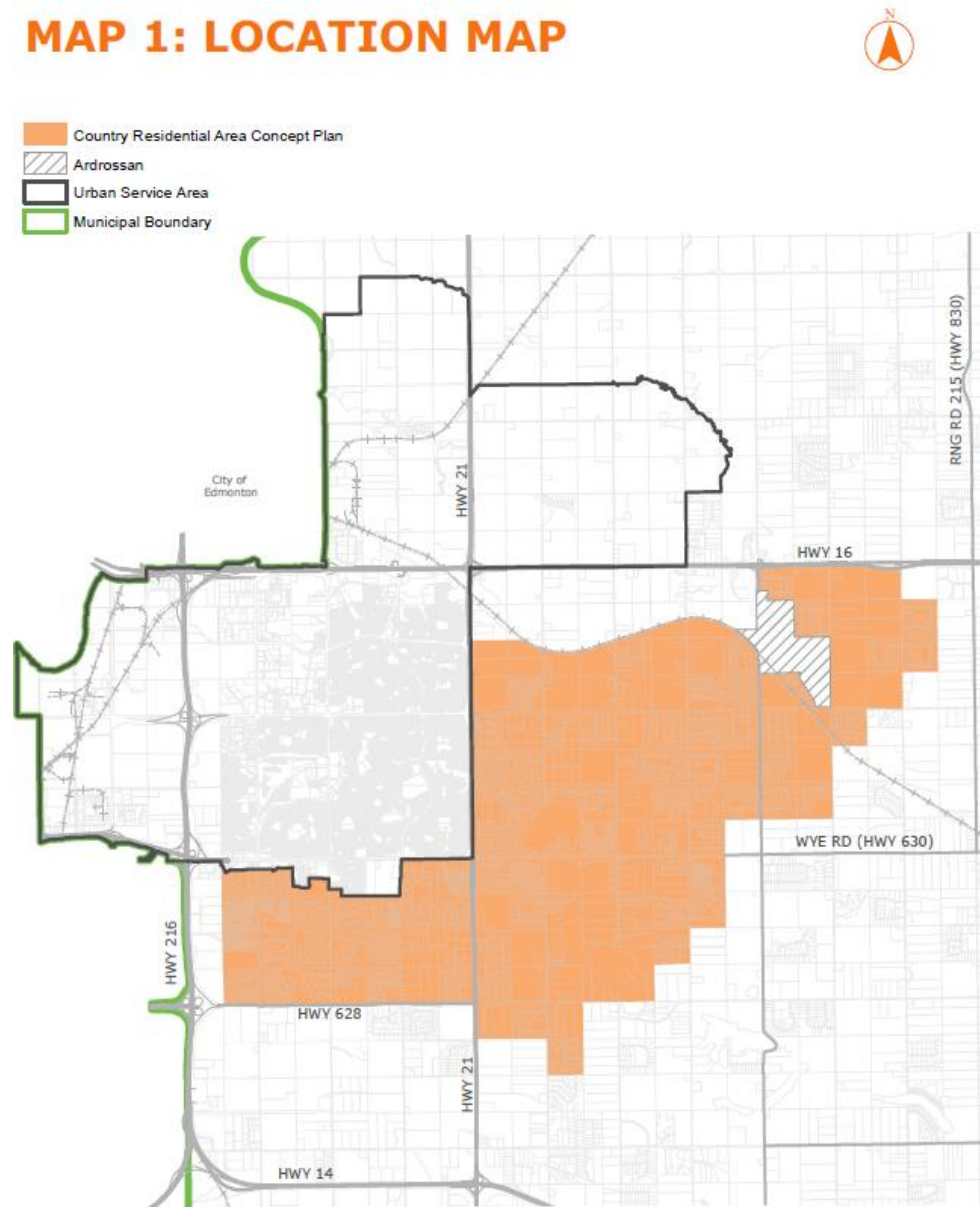 MAP 1: LOCATION MAP
N
Country Residential Area Concept Plan
Ardrossan
Urban Service Area
Municipal Boundary
RNG RD 215 (HWY 830)
City of
Edmonton
HWY 21
HWY 16
WYE RD (HWY 630)
HWY 216
HWY 628
HWY 21
HWY 14